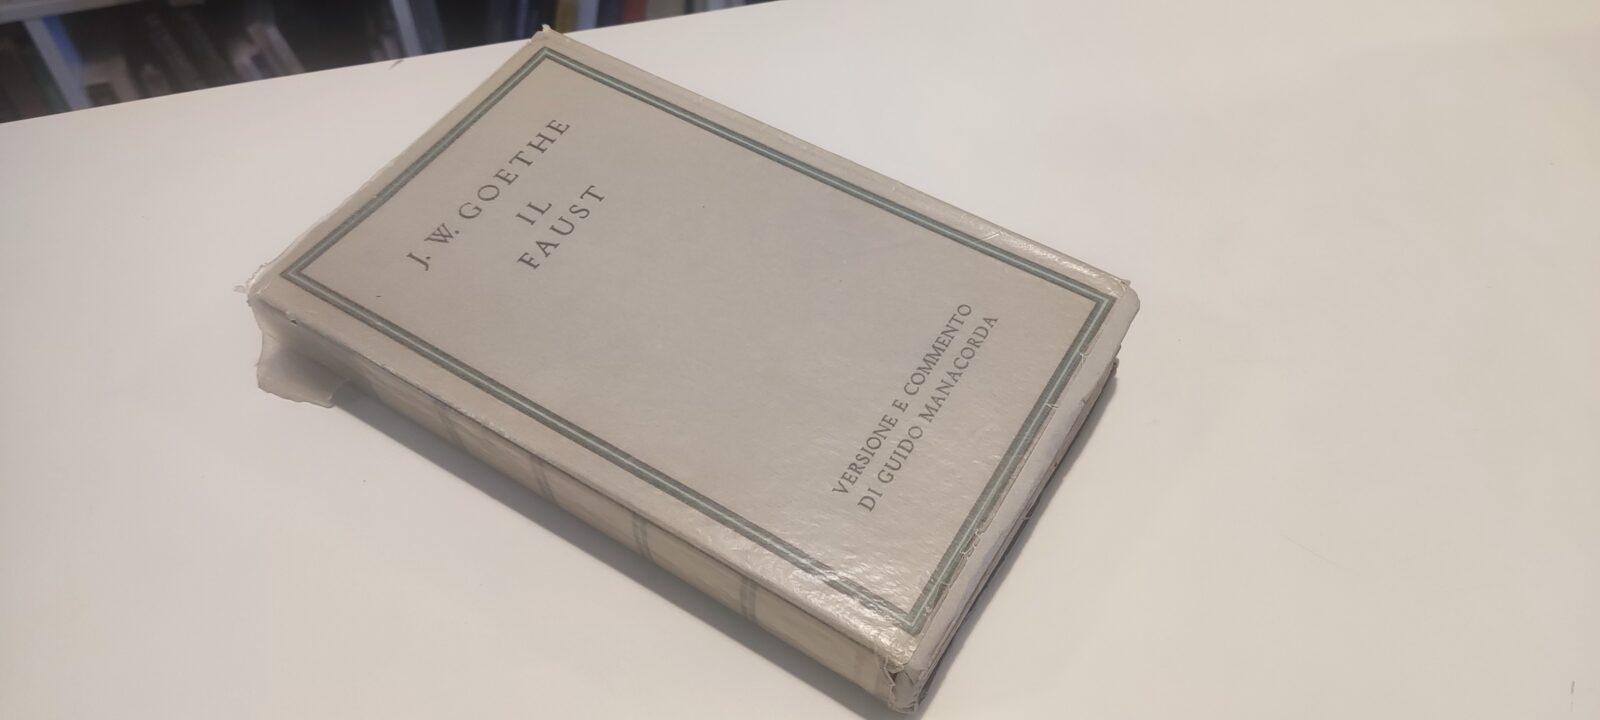 J. W. GOETHE
IL
FAUST
VERSIONE E COMMENTO
DI GUIDO MANACORDA